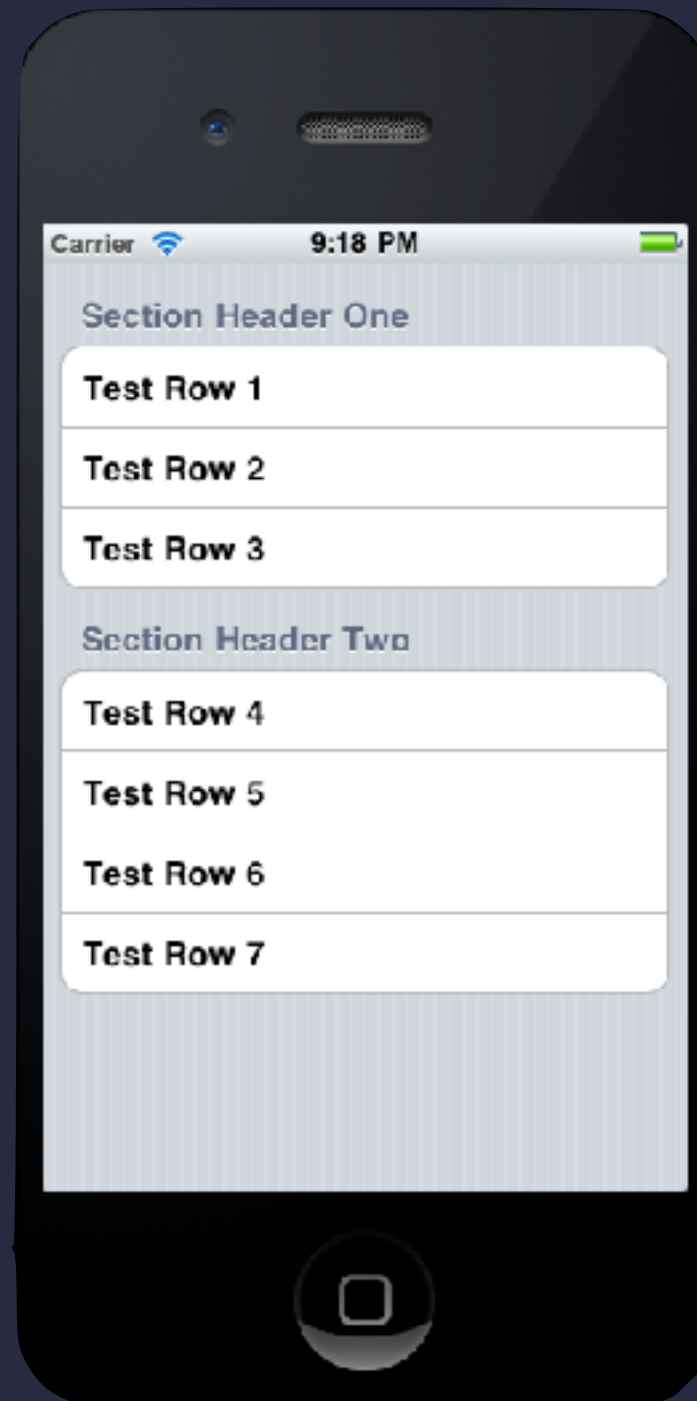 Carrier 9:18 PM
Section Header One
Test Row 1
Test Row 2
Test Row 3
Section Header Two
Test Row 4
Test Row 5
Test Row 6
Test Row 7